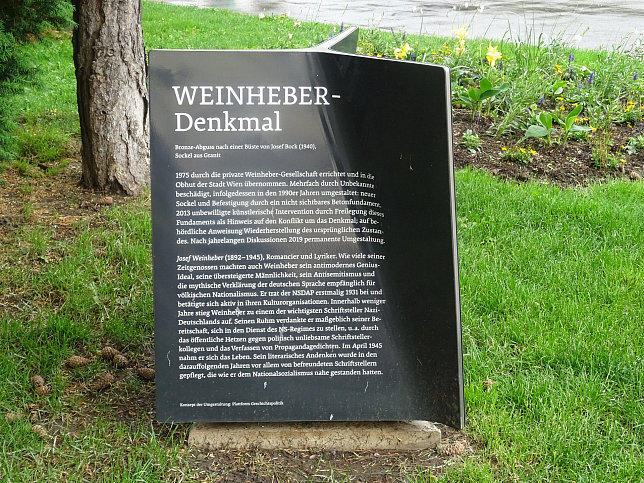 WEINHEBER-
Denkmal
Bronze-Abguss nach einer Büste von Josef Bock (1940),
Sockel aus Granit
1975 durch die private Weinheber-Gesellschaft errichtet und in die
Obhut der Stadt Wien übernommen. Mehrfach durch Unbekannte
beschädigt, infolgedessen in den 1990er Jahren umgestaltet: neuer
Sockel und Befestigung durch ein nicht sichtbares Betonfundament.
2013 unbewilligte künstlerische Intervention durch Freilegung dieses
Fundaments als Hinweis auf den Konflikt um das Denkmal; auf be-
hördliche Anweisung Wiederherstellung des ursprünglichen Zustan-
des. Nach jahrelangen Diskussionen 2019 permanente Umgestaltung.
Josef Weinheber (1892–1945), Romancier und Lyriker. Wie viele seiner
Zeitgenossen machten auch Weinheber sein antimodernes Genius-
Ideal, seine übersteigerte Männlichkeit, sein Antisemitismus und
die mythische Verklärung der deutschen Sprache empfänglich für
völkischen Nationalismus. Er trat der NSDAP erstmalig 1931 bei und
betätigte sich aktiv in ihren Kulturorganisationen. Innerhalb weniger
Jahre stieg Weinheber zu einem der wichtigsten Schriftsteller Nazi-
Deutschlands auf. Seinen Ruhm verdankte er maßgeblich seiner Be-
reitschaft, sich in den Dienst des NS-Regimes zu stellen, u. a. durch
das öffentliche Hetzen gegen politisch unliebsame Schriftsteller-
kollegen und das Verfassen von Propagandagedichten. Im April 1945
nahm er sich das Leben. Sein literarisches Andenken wurde in den
darauffolgenden Jahren vor allem von befreundeten Schriftstellern
gepflegt, die wie er dem Nationalsozialismus nahe gestanden hatten.
Konzept der Umgestaltung: Plattform Geschichtspolitik